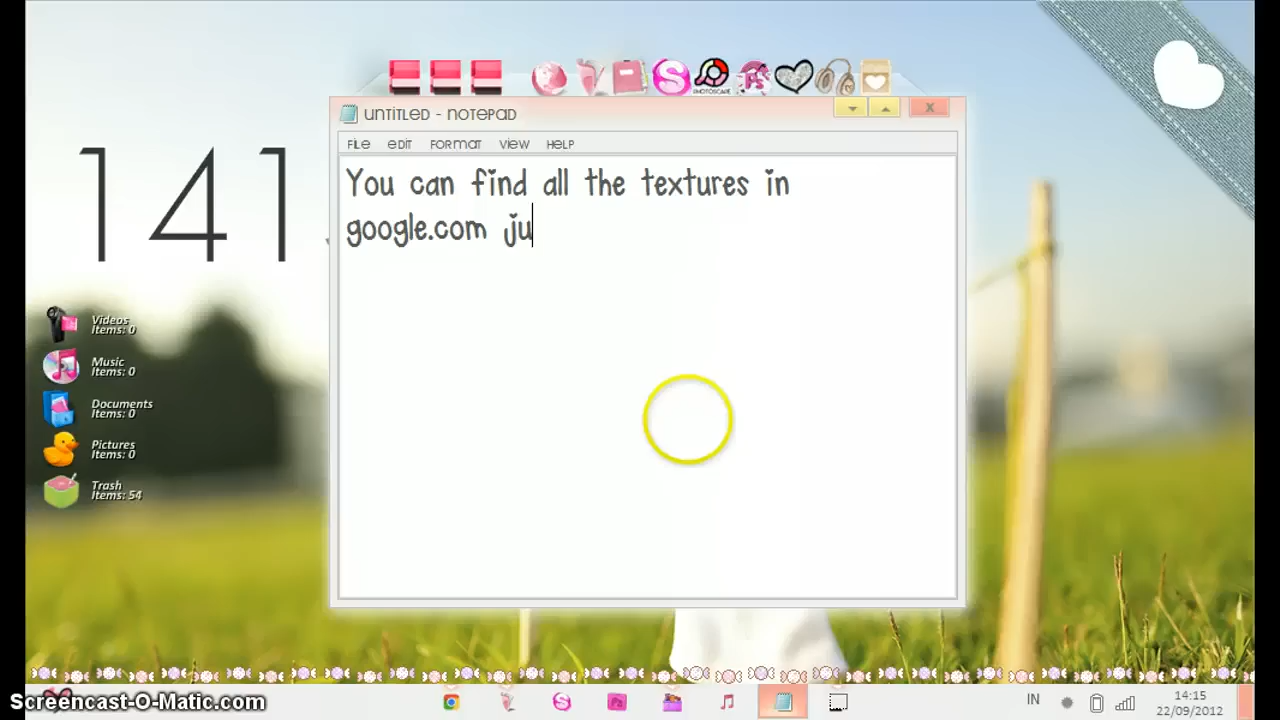 PHOTOSCAPE
PS
untitled - notepad
File edit Format view Help
You can find all the textures in
google.com ju
141
Videos
Items: 0
Music
Items: 0
Documents
Items: 0
Pictures
Items: 0
Trash
Items: 54
Screencast-O-Matic.com
IN
14:15
22/09/2012